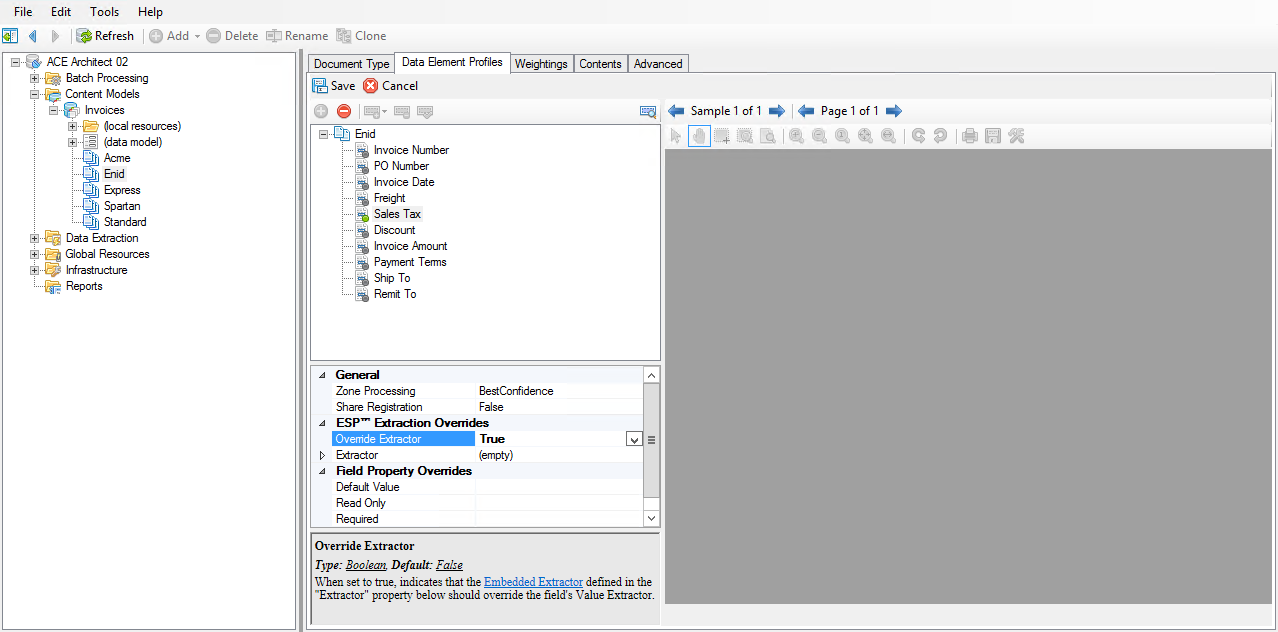 File Edit Tools Help
Refresh Add Delete Rename Clone
ACE Architect 02
Batch Processing
Content Models
Invoices
(local resources)
(data model)
Acme
Enid
Express
Spartan
Standard
Data Extraction
Global Resources
Infrastructure
Reports
Document Type Data Element Profiles Weightings Contents Advanced
Save Cancel
Sample 1 of 1 Page 1 of 1
Enid
Invoice Number
PO Number
Invoice Date
Freight
Sales Tax
Discount
Invoice Amount
Payment Terms
Ship To
Remit To
General
Zone Processing BestConfidence
Share Registration False
ESP™ Extraction Overrides
Override Extractor True
Extractor (empty)
Field Property Overrides
Default Value
Read Only
Required
Override Extractor
Type: Boolean, Default: False
When set to true, indicates that the Embedded Extractor defined in the
"Extractor" property below should override the field's Value Extractor.